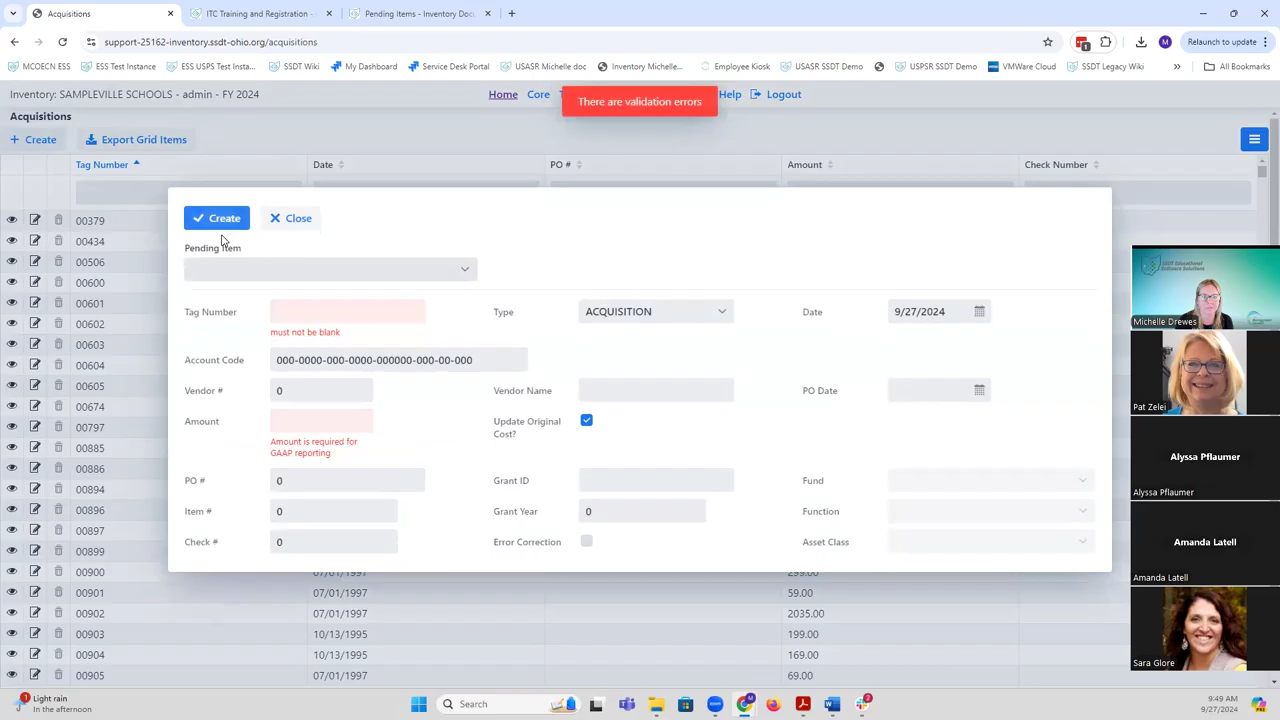 Acquisitions
ITC Training and Registration -
Pending Items - Inventory Doc
support-25162-inventory.ssdt-ohio.org/acquisitions
Relaunch to update
MCOECN ESS
ESS Test Instance
ESS USPS Test Insta...
SSDT Wiki
My Dashboard
Service Desk Portal
USASR Michelle doc
Inventory Michelle...
Employee Kiosk
USASR SSDT Demo
USPSR SSDT Demo
VMWare Cloud
SSDT Legacy Wiki
All Bookmarks
Inventory: SAMPLEVILLE SCHOOLS - admin - FY 2024
Home
Core
There are validation errors
Help
Logout
Acquisitions
+ Create
Export Grid Items
Tag Number
Date
PO #
Amount
Check Number
Create
Close
Pending Item
Tag Number
must not be blank
Type
ACQUISITION
Date
9/27/2024
Account Code
000-0000-000-0000-000000-000-00-000
Vendor #
0
Vendor Name
PO Date
Amount
Amount is required for
GAAP reporting
Update Original
Cost?
PO #
0
Grant ID
Fund
Item #
0
Grant Year
0
Function
Check #
0
Error Correction
Asset Class
00379
00434
00506
00600
00601
00602
00603
00604
00605
00674
00797
00885
00886
00894
00896
00897
00899
00900 07/01/1991 299.00
00901 07/01/1997 59.00
00902 07/01/1997 2035.00
00903 10/13/1995 199.00
00904 10/13/1995 169.00
00905 07/01/1997 69.00
SSDT Educational
Software Solutions
Michelle Drewes
Pat Zelei
Alyssa Pflaumer
Alyssa Pflaumer
Amanda Latell
Amanda Latell
Sara Glore
1
Light rain
In the afternoon
Search
2
9:49 AM
9/27/2024